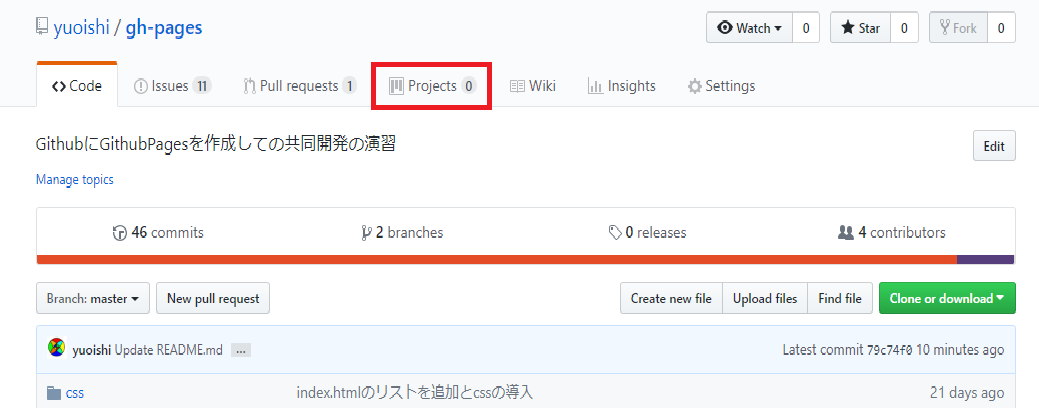 yuoishi / gh-pages Watch 0 Star 0 Fork 0
Code Issues 11 Pull requests 1 Projects 0 Wiki Insights Settings
GithubにGithubPagesを作成しての共同開発の演習 Edit
Manage topics
46 commits 2 branches 0 releases 4 contributors
Branch: master New pull request Create new file Upload files Find file Clone or download
yuoishi Update README.md ... Latest commit 79c74f0 10 minutes ago
css index.htmlのリストを追加とcssの導入 21 days ago